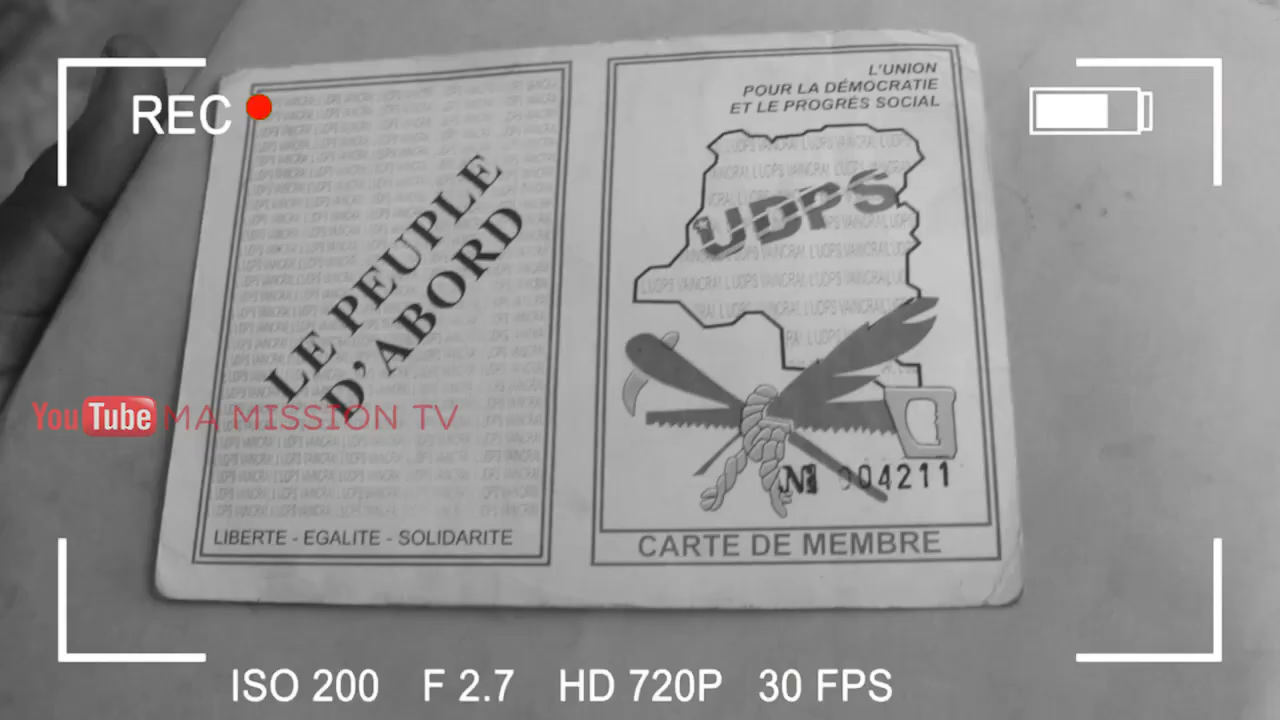 REC
L'UNION
POUR LA DÉMOCRATIE
ET LE PROGRÈS SOCIAL
UDPS
LE PEUPLE
D'ABORD
YouTube MA MISSION TV
№ 004211
LIBERTE - EGALITE - SOLIDARITE
CARTE DE MEMBRE
ISO 200 F 2.7 HD 720P 30 FPS